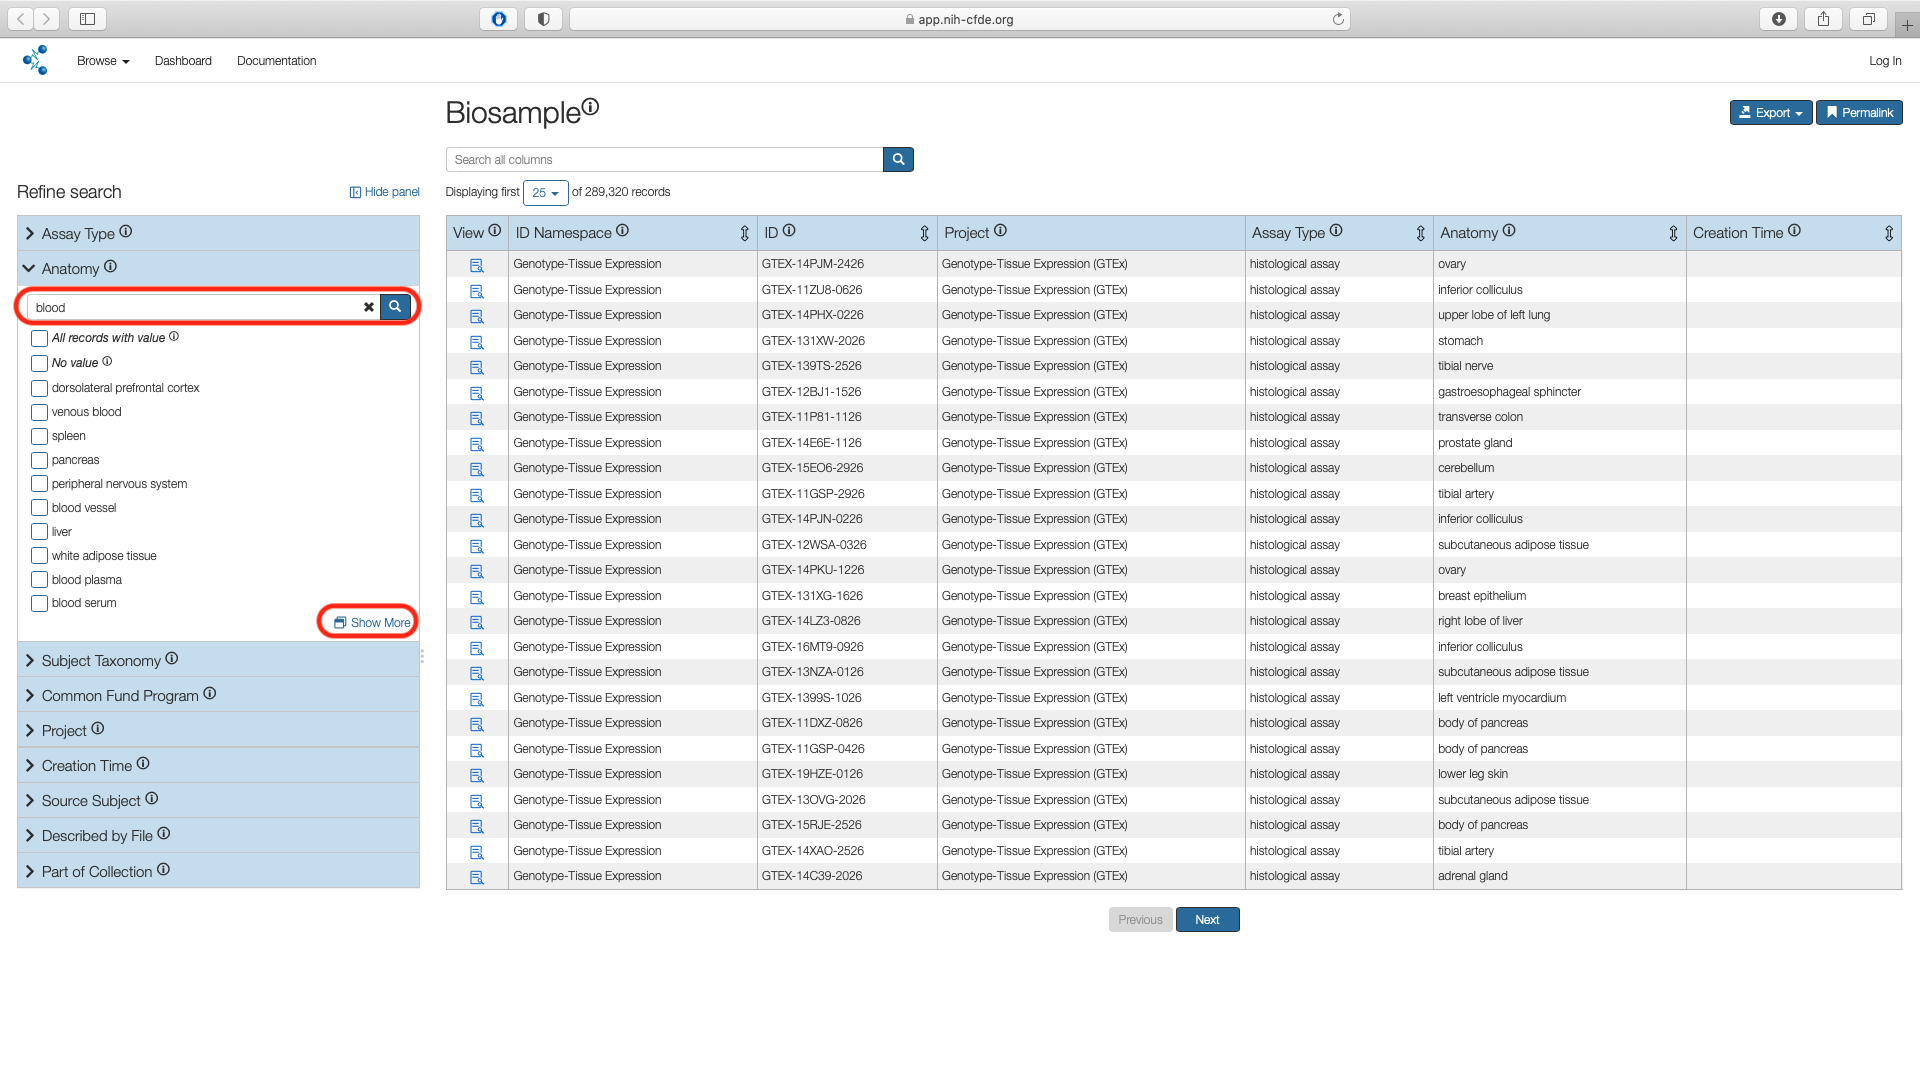 app.nih-cfde.org
Browse Dashboard Documentation Log In
Biosample
Export Permalink
Search all columns
Refine search Hide panel
Displaying first 25 of 289,320 records
Assay Type
Anatomy
blood
All records with value
No value
dorsolateral prefrontal cortex
venous blood
spleen
pancreas
peripheral nervous system
blood vessel
liver
white adipose tissue
blood plasma
blood serum
Show More
Subject Taxonomy
Common Fund Program
Project
Creation Time
Source Subject
Described by File
Part of Collection
View ID Namespace ID Project Assay Type Anatomy Creation Time
Genotype-Tissue Expression GTEX-14PJM-2426 Genotype-Tissue Expression (GTEx) histological assay ovary
Genotype-Tissue Expression GTEX-11ZU8-0626 Genotype-Tissue Expression (GTEx) histological assay inferior colliculus
Genotype-Tissue Expression GTEX-14PHX-0226 Genotype-Tissue Expression (GTEx) histological assay upper lobe of left lung
Genotype-Tissue Expression GTEX-131XW-2026 Genotype-Tissue Expression (GTEx) histological assay stomach
Genotype-Tissue Expression GTEX-139TS-2526 Genotype-Tissue Expression (GTEx) histological assay tibial nerve
Genotype-Tissue Expression GTEX-12BJ1-1526 Genotype-Tissue Expression (GTEx) histological assay gastroesophageal sphincter
Genotype-Tissue Expression GTEX-11P81-1126 Genotype-Tissue Expression (GTEx) histological assay transverse colon
Genotype-Tissue Expression GTEX-14E6E-1126 Genotype-Tissue Expression (GTEx) histological assay prostate gland
Genotype-Tissue Expression GTEX-15EO6-2926 Genotype-Tissue Expression (GTEx) histological assay cerebellum
Genotype-Tissue Expression GTEX-11GSP-2926 Genotype-Tissue Expression (GTEx) histological assay tibial artery
Genotype-Tissue Expression GTEX-14PJN-0226 Genotype-Tissue Expression (GTEx) histological assay inferior colliculus
Genotype-Tissue Expression GTEX-12WSA-0326 Genotype-Tissue Expression (GTEx) histological assay subcutaneous adipose tissue
Genotype-Tissue Expression GTEX-14PKU-1226 Genotype-Tissue Expression (GTEx) histological assay ovary
Genotype-Tissue Expression GTEX-131XG-1626 Genotype-Tissue Expression (GTEx) histological assay breast epithelium
Genotype-Tissue Expression GTEX-14LZ3-0826 Genotype-Tissue Expression (GTEx) histological assay right lobe of liver
Genotype-Tissue Expression GTEX-16MT9-0926 Genotype-Tissue Expression (GTEx) histological assay inferior colliculus
Genotype-Tissue Expression GTEX-13NZA-0126 Genotype-Tissue Expression (GTEx) histological assay subcutaneous adipose tissue
Genotype-Tissue Expression GTEX-1399S-1026 Genotype-Tissue Expression (GTEx) histological assay left ventricle myocardium
Genotype-Tissue Expression GTEX-11DXZ-0826 Genotype-Tissue Expression (GTEx) histological assay body of pancreas
Genotype-Tissue Expression GTEX-11GSP-0426 Genotype-Tissue Expression (GTEx) histological assay body of pancreas
Genotype-Tissue Expression GTEX-19HZE-0126 Genotype-Tissue Expression (GTEx) histological assay lower leg skin
Genotype-Tissue Expression GTEX-13OVG-2026 Genotype-Tissue Expression (GTEx) histological assay subcutaneous adipose tissue
Genotype-Tissue Expression GTEX-15RJE-2526 Genotype-Tissue Expression (GTEx) histological assay body of pancreas
Genotype-Tissue Expression GTEX-14XAO-2526 Genotype-Tissue Expression (GTEx) histological assay tibial artery
Genotype-Tissue Expression GTEX-14C39-2026 Genotype-Tissue Expression (GTEx) histological assay adrenal gland
Previous Next